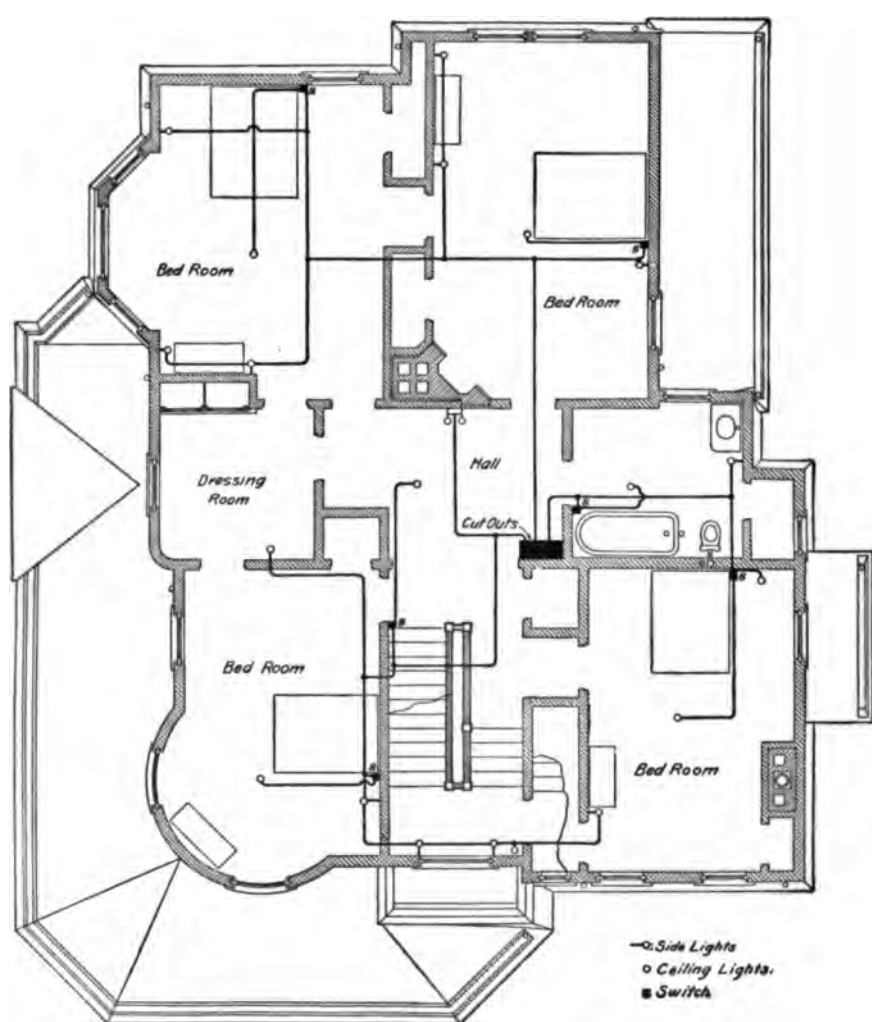 Bed Room
Bed Room
Hall
Dressing
Room
Cut Outs
Bed Room
Bed Room
S
S
S
S
S
S
Side Lights
Ceiling Lights.
Switch